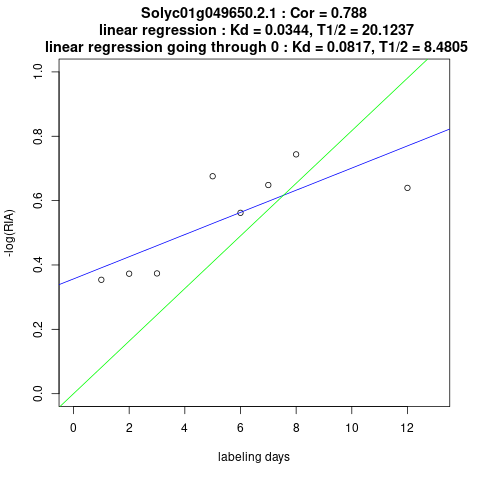 Solyc01g049650.2.1 : Cor = 0.788
linear regression : Kd = 0.0344, T1/2 = 20.1237
linear regression going through 0 : Kd = 0.0817, T1/2 = 8.4805
1.0
0.8
0.6
0.4
0.2
0.0
-log(RIA)
0 2 4 6 8 10 12
labeling days